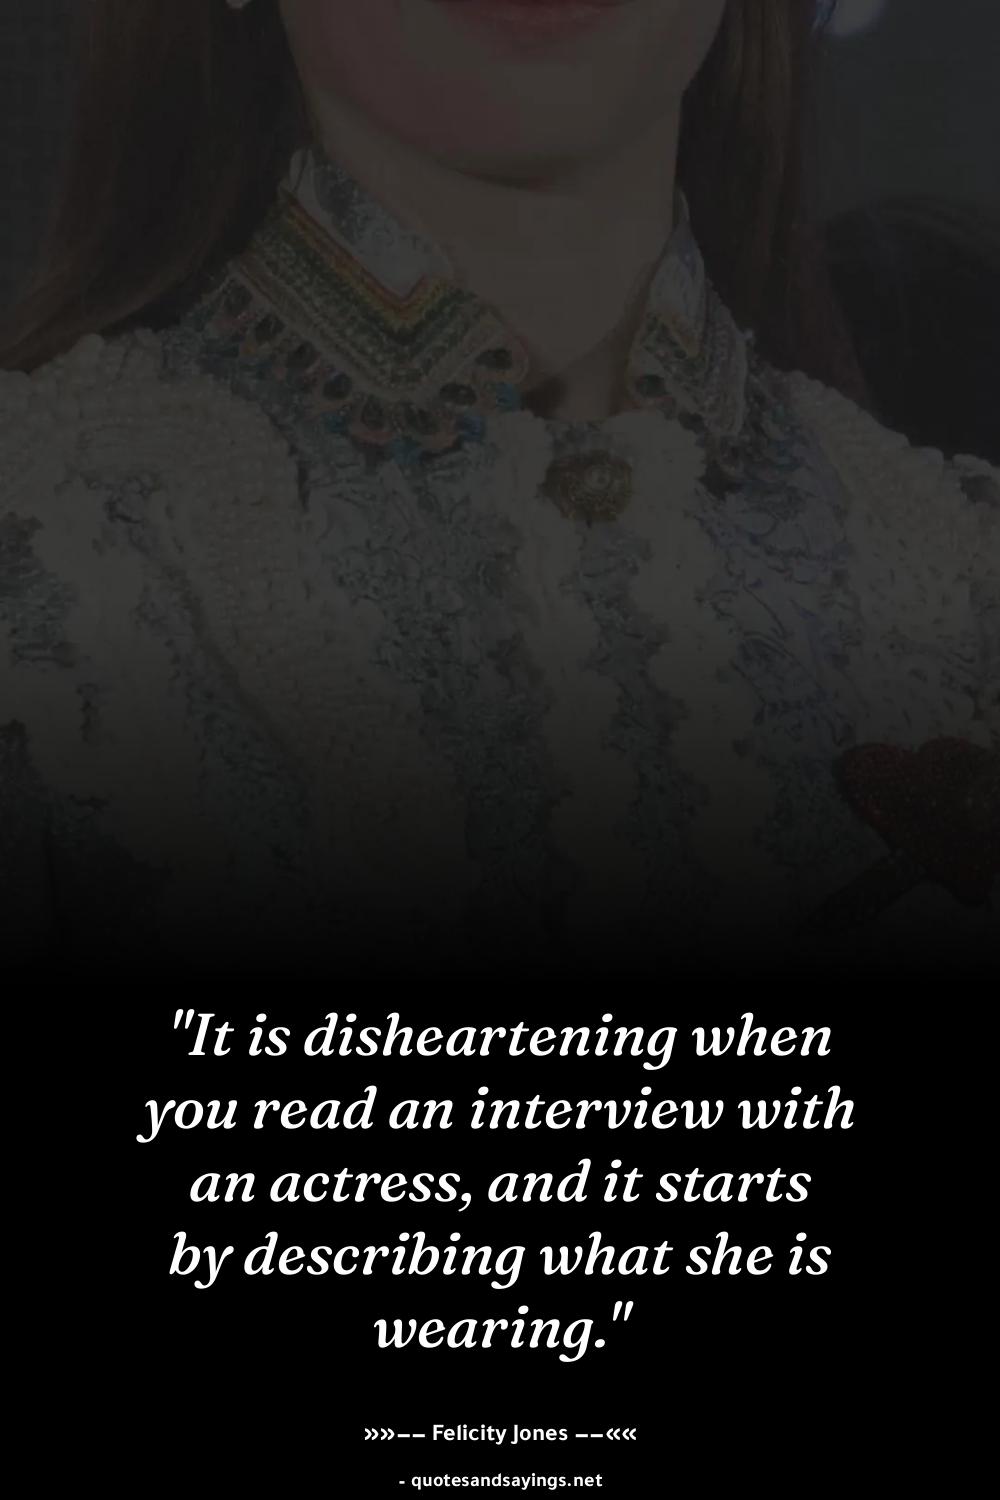 "It is disheartening when
you read an interview with
an actress, and it starts
by describing what she is
wearing."
»»−− Felicity Jones −−««
- quotesandsayings.net